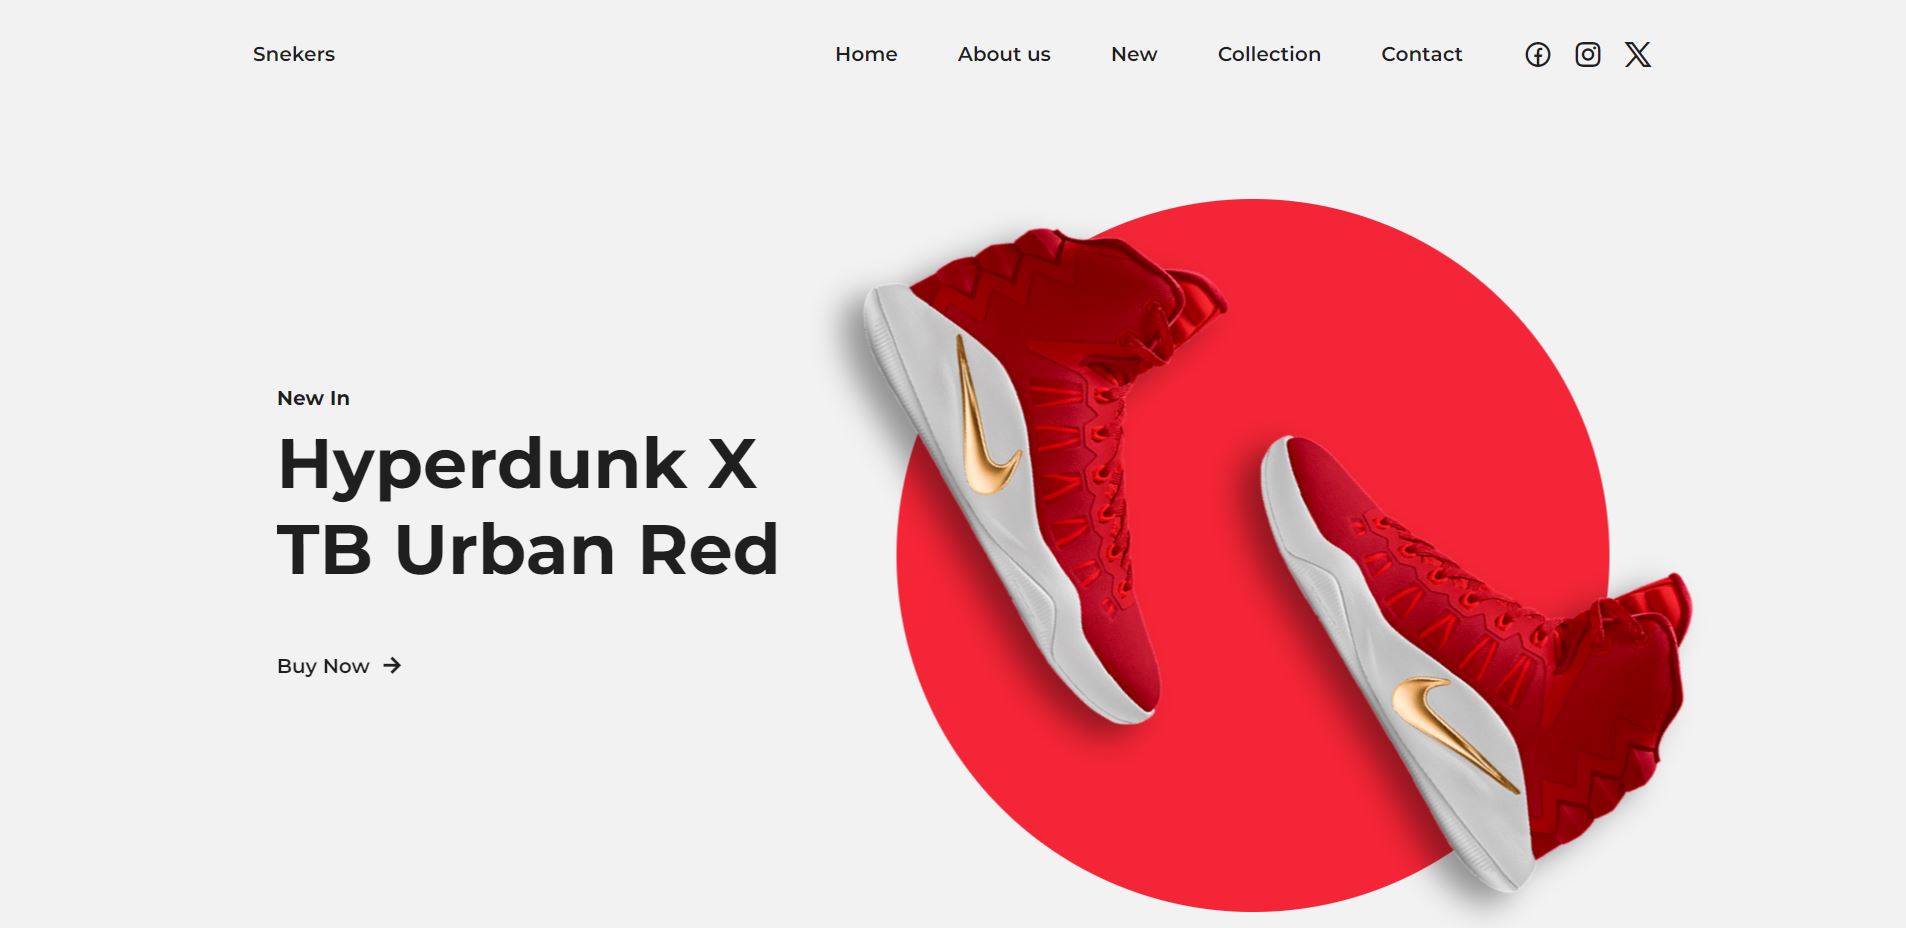 Snekers
Home
About us
New
Collection
Contact
New In
Hyperdunk X
TB Urban Red
Buy Now